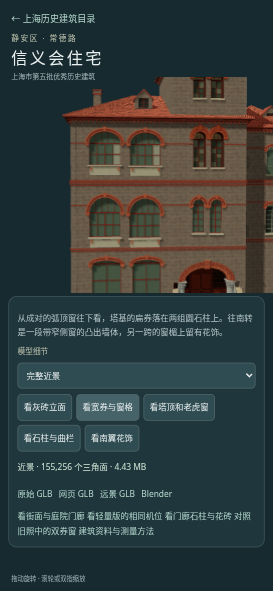 ← 上海历史建筑目录
静安区 · 常德路
信义会住宅
上海市第五批优秀历史建筑
从成对的弧顶窗往下看，塔基的扁券落在两组圆石柱上。往南转
是一段带窄侧窗的凸出墙体，另一跨的窗楣上留有花饰。
模型细节
完整近景
看灰砖立面
看宽券与窗格
看塔顶和老虎窗
看石柱与曲栏
看南翼花饰
近景 · 155,256 个三角面 · 4.43 MB
原始 GLB 网页 GLB 远景 GLB Blender
看街面与庭院门廊 看轻量版的相同机位 看门廊石柱与花砖 对照
旧照中的双券窗 建筑资料与测量方法
拖动旋转 · 滚轮或双指缩放